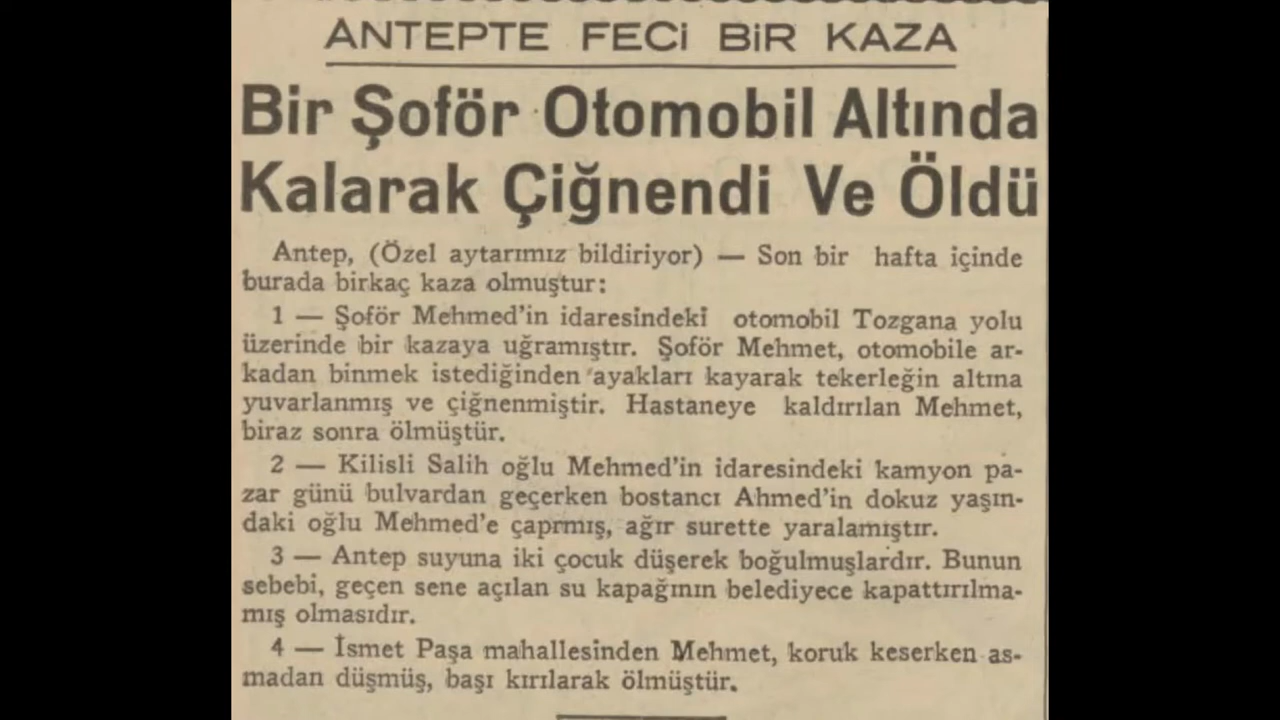 ANTEPTE FECİ BİR KAZA
Bir Şoför Otomobil Altında
Kalarak Çiğnendi Ve Öldü
Antep, (Özel aytarımız bildiriyor) — Son bir hafta içinde
burada birkaç kaza olmuştur:
1 — Şoför Mehmed'in idaresindeki otomobil Tozgana yolu
üzerinde bir kazaya uğramıştır. Şoför Mehmet, otomobile ar-
kadan binmek istediğinden ayakları kayarak tekerleğin altına
yuvarlanmış ve çiğnenmiştir. Hastaneye kaldırılan Mehmet,
biraz sonra ölmüştür.
2 — Kilisli Salih oğlu Mehmed'in idaresindeki kamyon pa-
zar günü bulvardan geçerken bostancı Ahmed'in dokuz yaşın-
daki oğlu Mehmed'e çaprmış, ağır surette yaralamıştır.
3 — Antep suyuna iki çocuk düşerek boğulmuşlardır. Bunun
sebebi, geçen sene açılan su kapağının belediyece kapattırılma-
mış olmasıdır.
4 — İsmet Paşa mahallesinden Mehmet, koruk keserken as-
madan düşmüş, başı kırılarak ölmüştür.